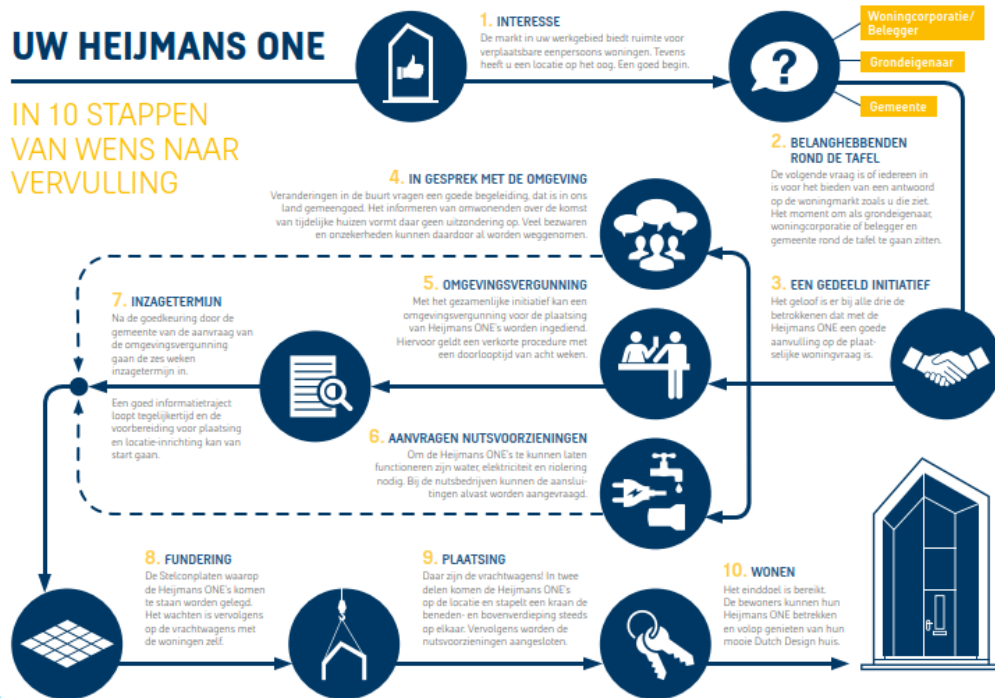 UW HEIJMANS ONE
IN 10 STAPPEN
VAN WENS NAAR
VERVULLING
1. INTERESSE
De markt in uw werkgebied biedt ruimte voor
verplaatsbare eenpersoons woningen. Tevens
heeft u een locatie op het oog. Een goed begin.
?
Woningcorporatie/
Belegger
Grondeigenaar
Gemeente
2. BELANGHEBBENDEN
ROND DE TAFEL
De volgende vraag is of iedereen in
is voor het bieden van een antwoord
op de woningmarkt zoals u die ziet.
Het moment om als grondeigenaar,
woningcorporatie of belegger en
gemeente rond de tafel te gaan zitten.
3. EEN GEDEELD INITIATIEF
Het geloof is er bij alle drie de
betrokkenen dat met de
Heijmans ONE een goede
aanvulling op de plaat-
selijke woningvraag is.
4. IN GESPREK MET DE OMGEVING
Veranderingen in de buurt vragen een goede begeleiding, dat is in ons
land gemeengoed. Het informeren van omwonenden over de komst
van tijdelijke huizen vormt daar geen uitzondering op. Veel bezwaren
en onzekerheden kunnen daardoor al worden weggenomen.
5. OMGEVINGSVERGUNNING
Met het gezamenlijke initiatief kan een
omgevingsvergunning voor de plaatsing
van Heijmans ONE's worden ingediend.
Hiervoor geldt een verkorte procedure met
een doorlooptijd van acht weken.
6. AANVRAGEN NUTSVOORZIENINGEN
Om de Heijmans ONE's te kunnen laten
functioneren zijn water, elektriciteit en riolering
nodig. Bij de nutsbedrijven kunnen de aanslui-
tingen alvast worden aangevraagd.
7. INZAGETERMIJN
Na de goedkeuring door de
gemeente van de aanvraag van
de omgevingsvergunning
gaan de zes weken
inzagetermijn in.
Een goed informatietraject
loopt tegelijkertijd en de
voorbereiding voor plaatsing
en locatie-inrichting kan van
start gaan.
8. FUNDERING
De Stelconplaten waarop
de Heijmans ONE's komen
te staan worden gelegd.
Het wachten is vervolgens
op de vrachtwagens met
de woningen zelf.
9. PLAATSING
Daar zijn de vrachtwagens! In twee
delen komen de Heijmans ONE's
op de locatie en stapelt een kraan de
beneden- en bovenverdieping steeds
op elkaar. Vervolgens worden de
nutsvoorzieningen aangesloten.
10. WONEN
Het einddoel is bereikt.
De bewoners kunnen hun
Heijmans ONE betrekken
en volop genieten van hun
mooie Dutch Design huis.